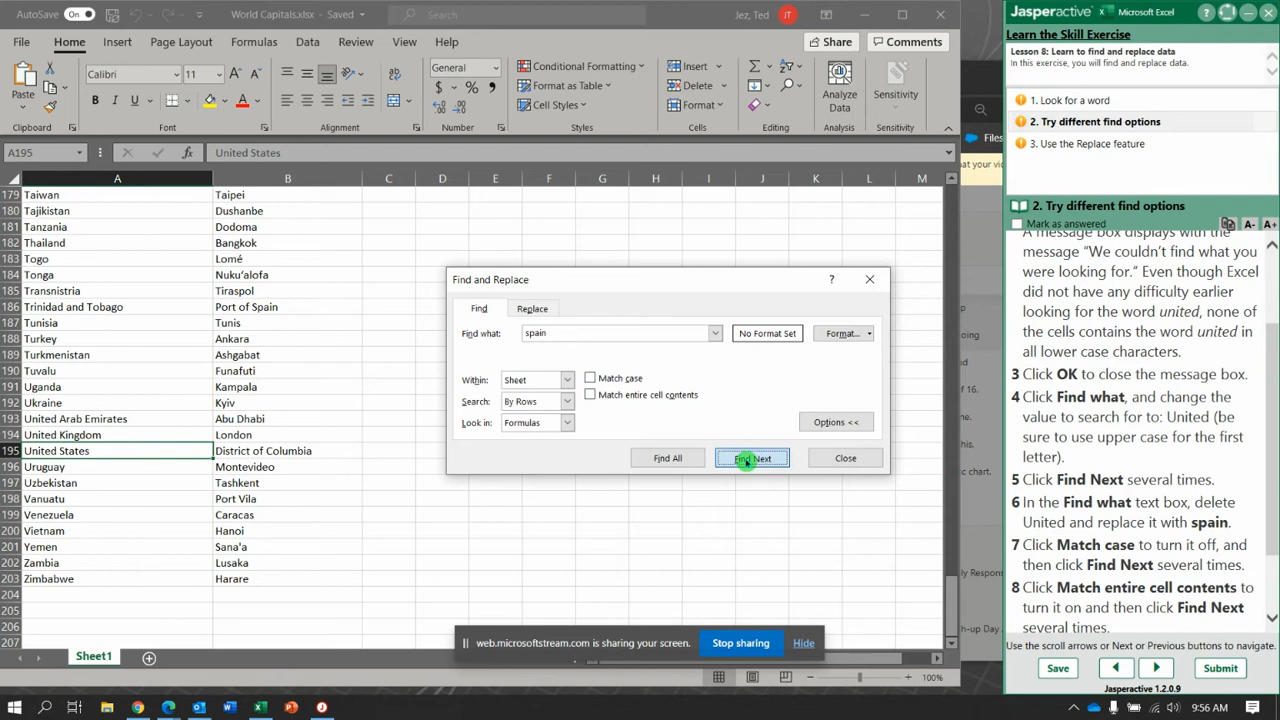 AutoSave On World Capitals.xlsx - Saved Search Jez, Ted JT
File Home Insert Page Layout Formulas Data Review View Help Share Comments
Paste Calibri 11 General Conditional Formatting Insert Analyze Data Sensitivity
B I U A $ % Format as Table Delete
Cell Styles Format
Clipboard Font Alignment Number Styles Cells Editing Analysis Sensitivity
A195 fx United States
A B C D E F G H I J K L M
179 Taiwan Taipei
180 Tajikistan Dushanbe
181 Tanzania Dodoma
182 Thailand Bangkok
183 Togo Lomé
184 Tonga Nukuʻalofa
185 Transnistria Tiraspol
186 Trinidad and Tobago Port of Spain
187 Tunisia Tunis
188 Turkey Ankara
189 Turkmenistan Ashgabat
190 Tuvalu Funafuti
191 Uganda Kampala
192 Ukraine Kyiv
193 United Arab Emirates Abu Dhabi
194 United Kingdom London
195 United States District of Columbia
196 Uruguay Montevideo
197 Uzbekistan Tashkent
198 Vanuatu Port Vila
199 Venezuela Caracas
200 Vietnam Hanoi
201 Yemen Sana'a
202 Zambia Lusaka
203 Zimbabwe Harare
204
205
206
207
Find and Replace ?
Find Replace
Find what: spain No Format Set Format...
Within: Sheet Match case
Search: By Rows Match entire cell contents
Look in: Formulas Options <<
Find All Find Next Close
web.microsoftstream.com is sharing your screen. Stop sharing Hide
Sheet1
100%
Files
Jasperactive Microsoft Excel
Learn the Skill Exercise
Lesson 8: Learn to find and replace data
In this exercise, you will find and replace data.
1. Look for a word
2. Try different find options
3. Use the Replace feature
2. Try different find options
Mark as answered A- A+
A message box displays with the
message “We couldn’t find what you
were looking for.” Even though Excel
did not have any difficulty earlier
looking for the word united, none of
the cells contains the word united in
all lower case characters.
3 Click OK to close the message box.
4 Click Find what, and change the
value to search for to: United (be
sure to use upper case for the first
letter).
5 Click Find Next several times.
6 In the Find what text box, delete
United and replace it with spain.
7 Click Match case to turn it off, and
then click Find Next several times.
8 Click Match entire cell contents to
turn it on and then click Find Next
several times.
Use the scroll arrows or Next or Previous buttons to navigate.
Save Submit
Jasperactive 1.2.0.9
9:56 AM